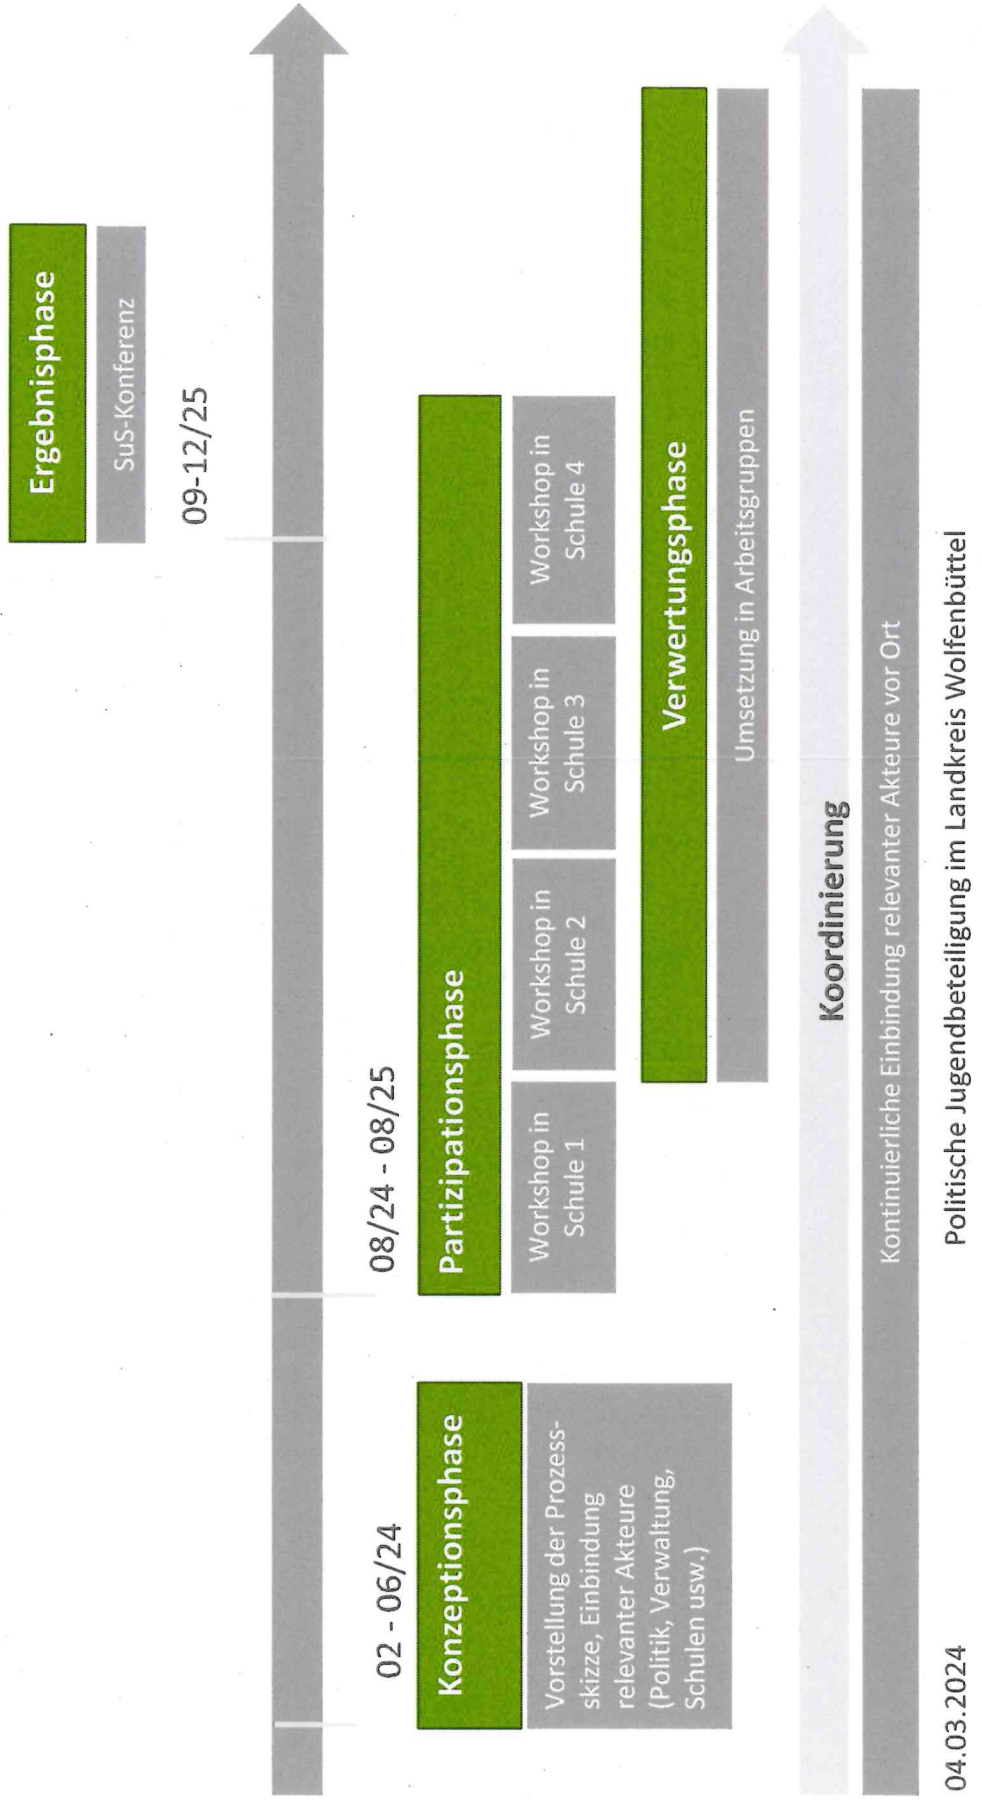 Ergebnisphase
SuS-Konferenz
09-12/25
02 - 06/24
08/24 - 08/25
Konzeptionsphase
Vorstellung der Prozess-
skizze, Einbindung
relevanter Akteure
(Politik, Verwaltung,
Schulen usw.)
Partizipationsphase
Workshop in
Schule 1
Workshop in
Schule 2
Workshop in
Schule 3
Workshop in
Schule 4
Verwertungsphase
Umsetzung in Arbeitsgruppen
Koordinierung
Kontinuierliche Einbindung relevanter Akteure vor Ort
04.03.2024
Politische Jugendbeteiligung im Landkreis Wolfenbüttel